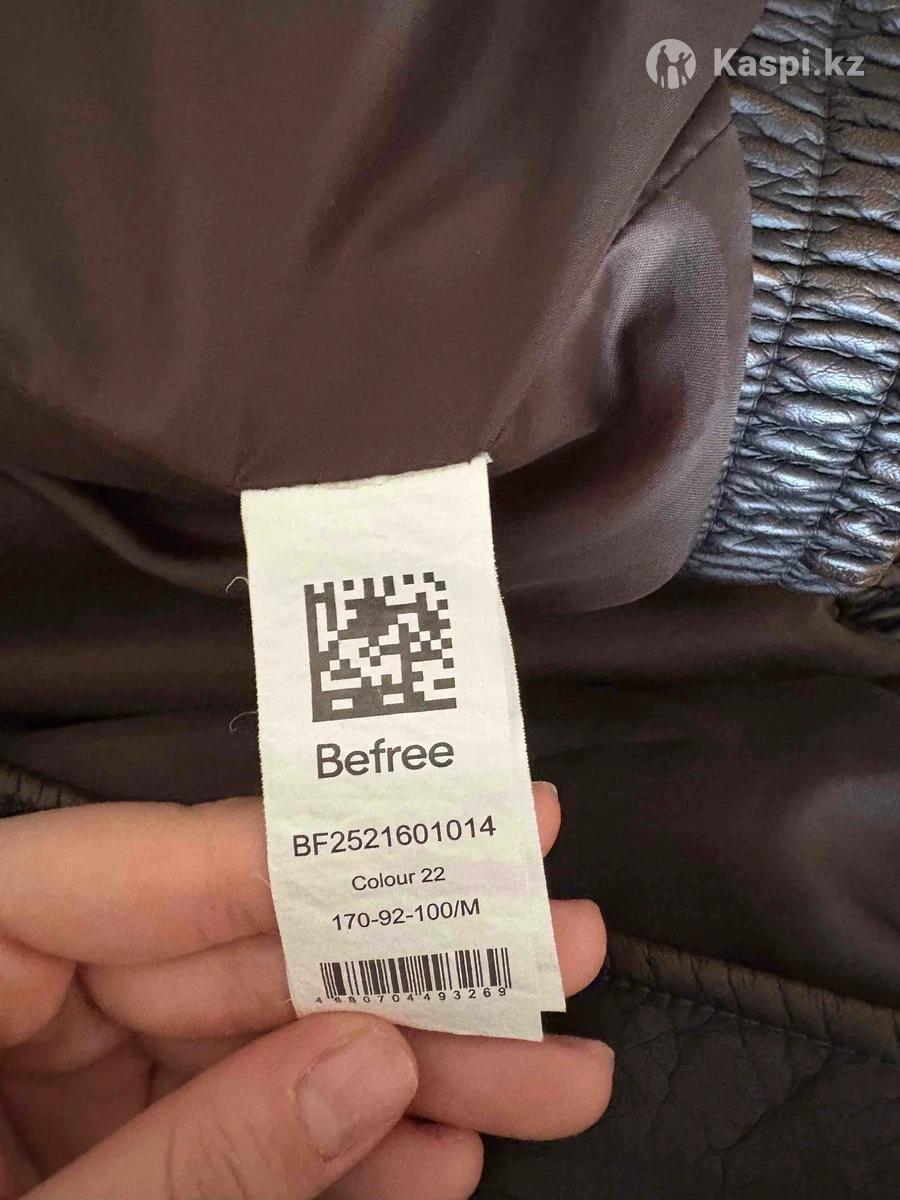 Kaspi.kz
Befree
BF2521601014
Colour 22
170-92-100/M
4680704493269